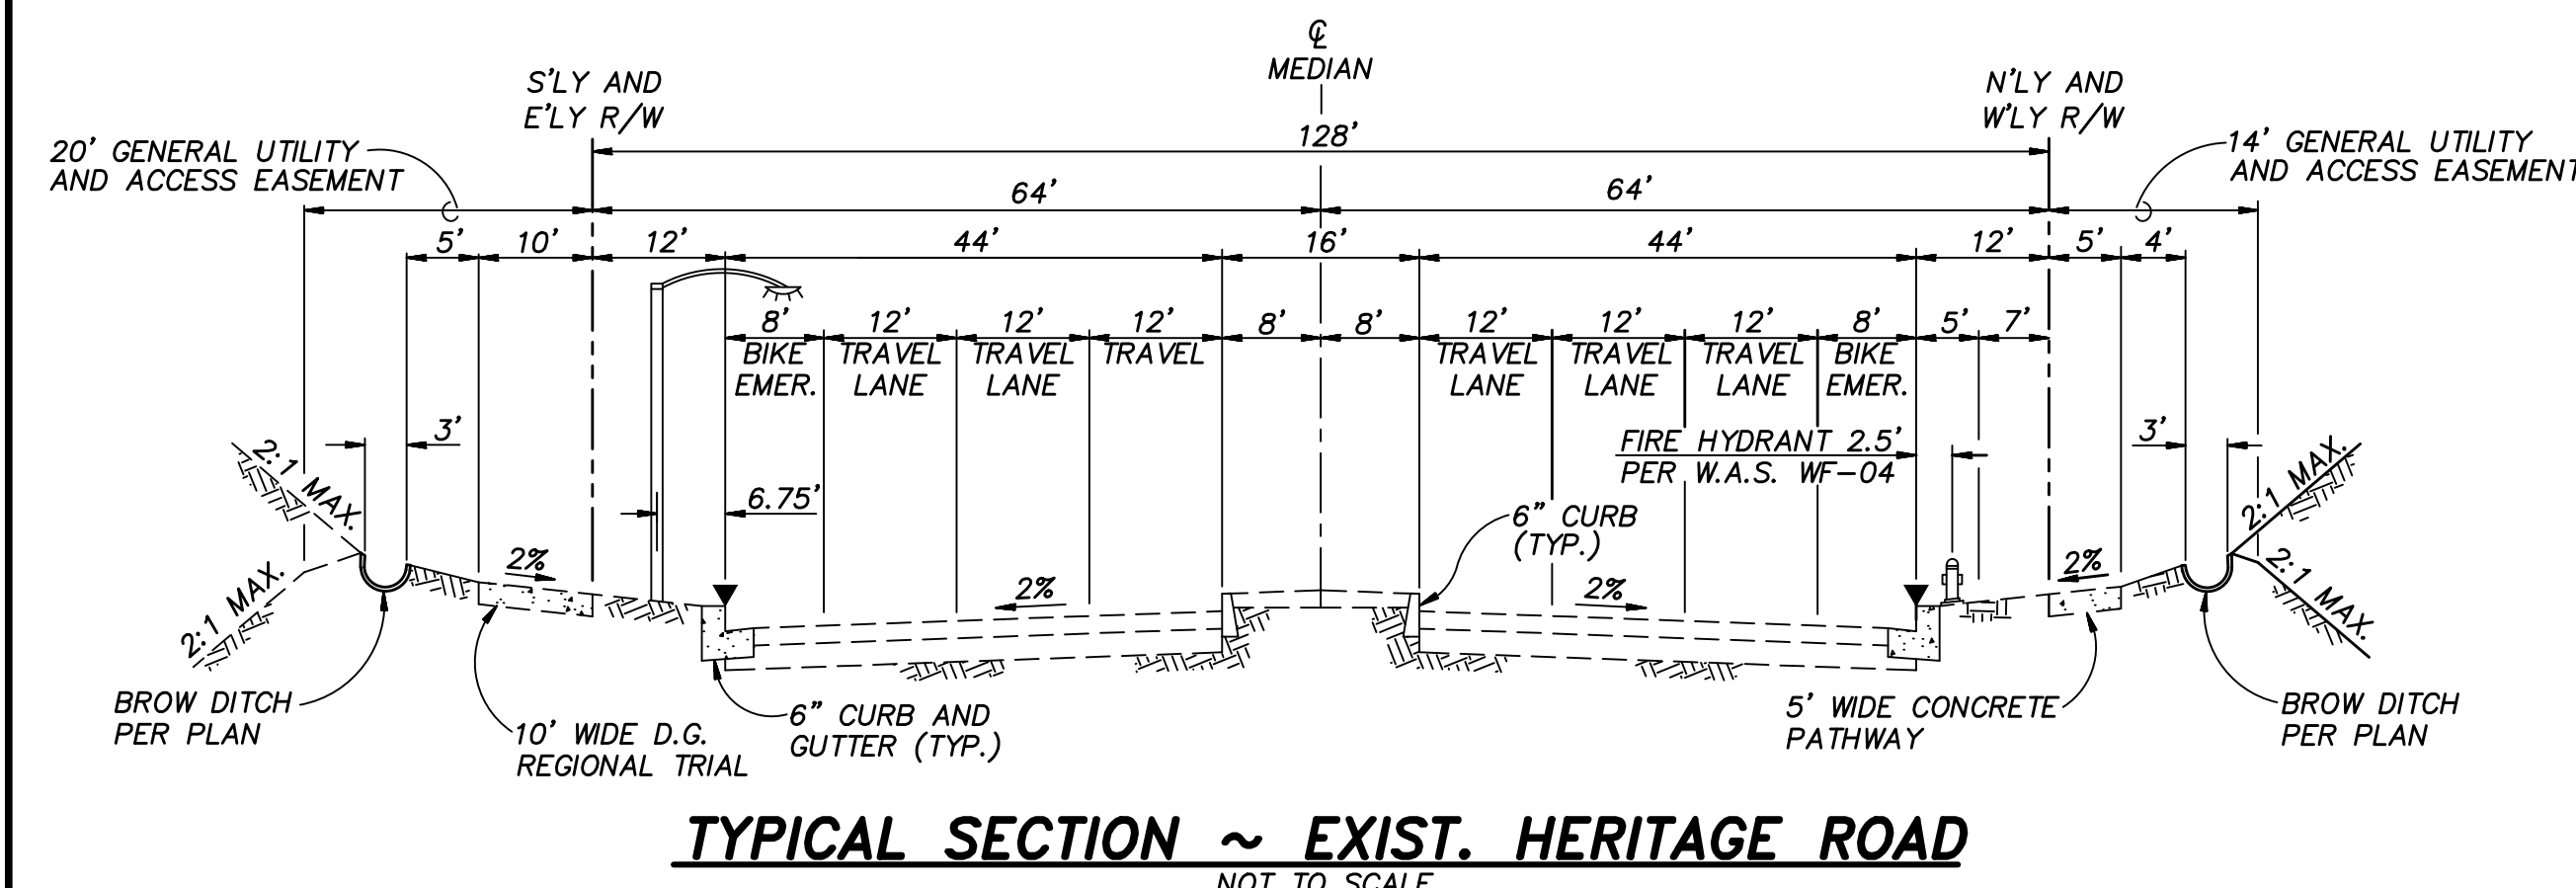 ℄
MEDIAN
S'LY AND
E'LY R/W
N'LY AND
W'LY R/W
128'
20' GENERAL UTILITY
AND ACCESS EASEMENT
14' GENERAL UTILITY
AND ACCESS EASEMENT
64'
64'
5'
10'
12'
44'
16'
44'
12'
5'
4'
8'
12'
12'
12'
8'
8'
12'
12'
12'
8'
5'
7'
BIKE
EMER.
TRAVEL
LANE
TRAVEL
LANE
TRAVEL
TRAVEL
LANE
TRAVEL
LANE
TRAVEL
LANE
BIKE
EMER.
3'
FIRE HYDRANT 2.5'
PER W.A.S. WF-04
3'
2:1 MAX.
2:1 MAX.
6.75'
6" CURB
(TYP.)
2:1 MAX.
2:1 MAX.
2%
2%
2%
2%
BROW DITCH
PER PLAN
10' WIDE D.G.
REGIONAL TRIAL
6" CURB AND
GUTTER (TYP.)
5' WIDE CONCRETE
PATHWAY
BROW DITCH
PER PLAN
TYPICAL SECTION ~ EXIST. HERITAGE ROAD
NOT TO SCALE